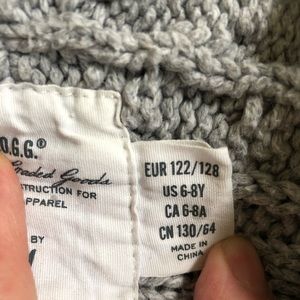 O.G.G.®
Graded Goods
STRUCTION FOR
APPAREL
BY
EUR 122/128
US 6-8Y
CA 6-8A
CN 130/64
MADE IN
CHINA